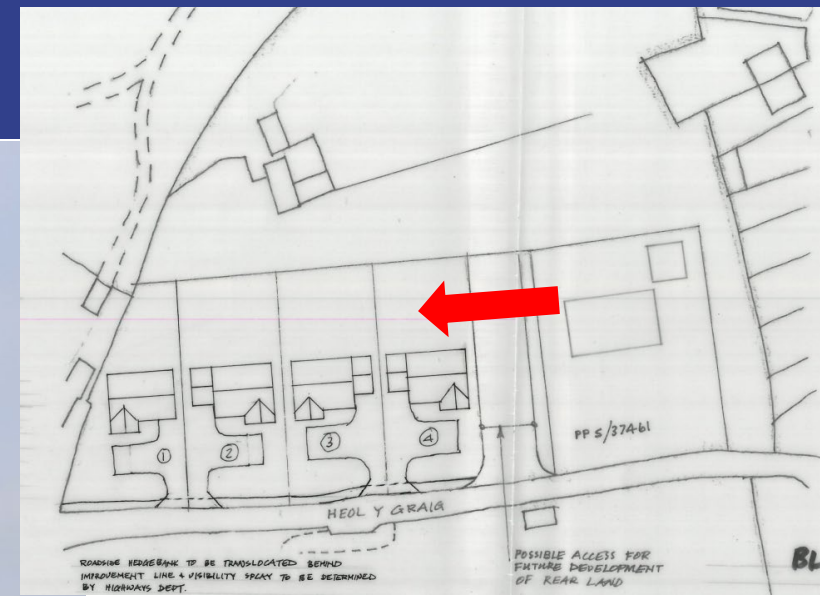 ① ② ③ ④
PP S/37461
HEOL Y GRAIG
ROADSIDE HEDGEBANK TO BE TRANSLOCATED BEHIND
IMPROVEMENT LINE & VISIBILITY SPLAY TO BE DETERMINED
BY HIGHWAYS DEPT.
POSSIBLE ACCESS FOR
FUTURE DEVELOPMENT
OF REAR LAND
BL